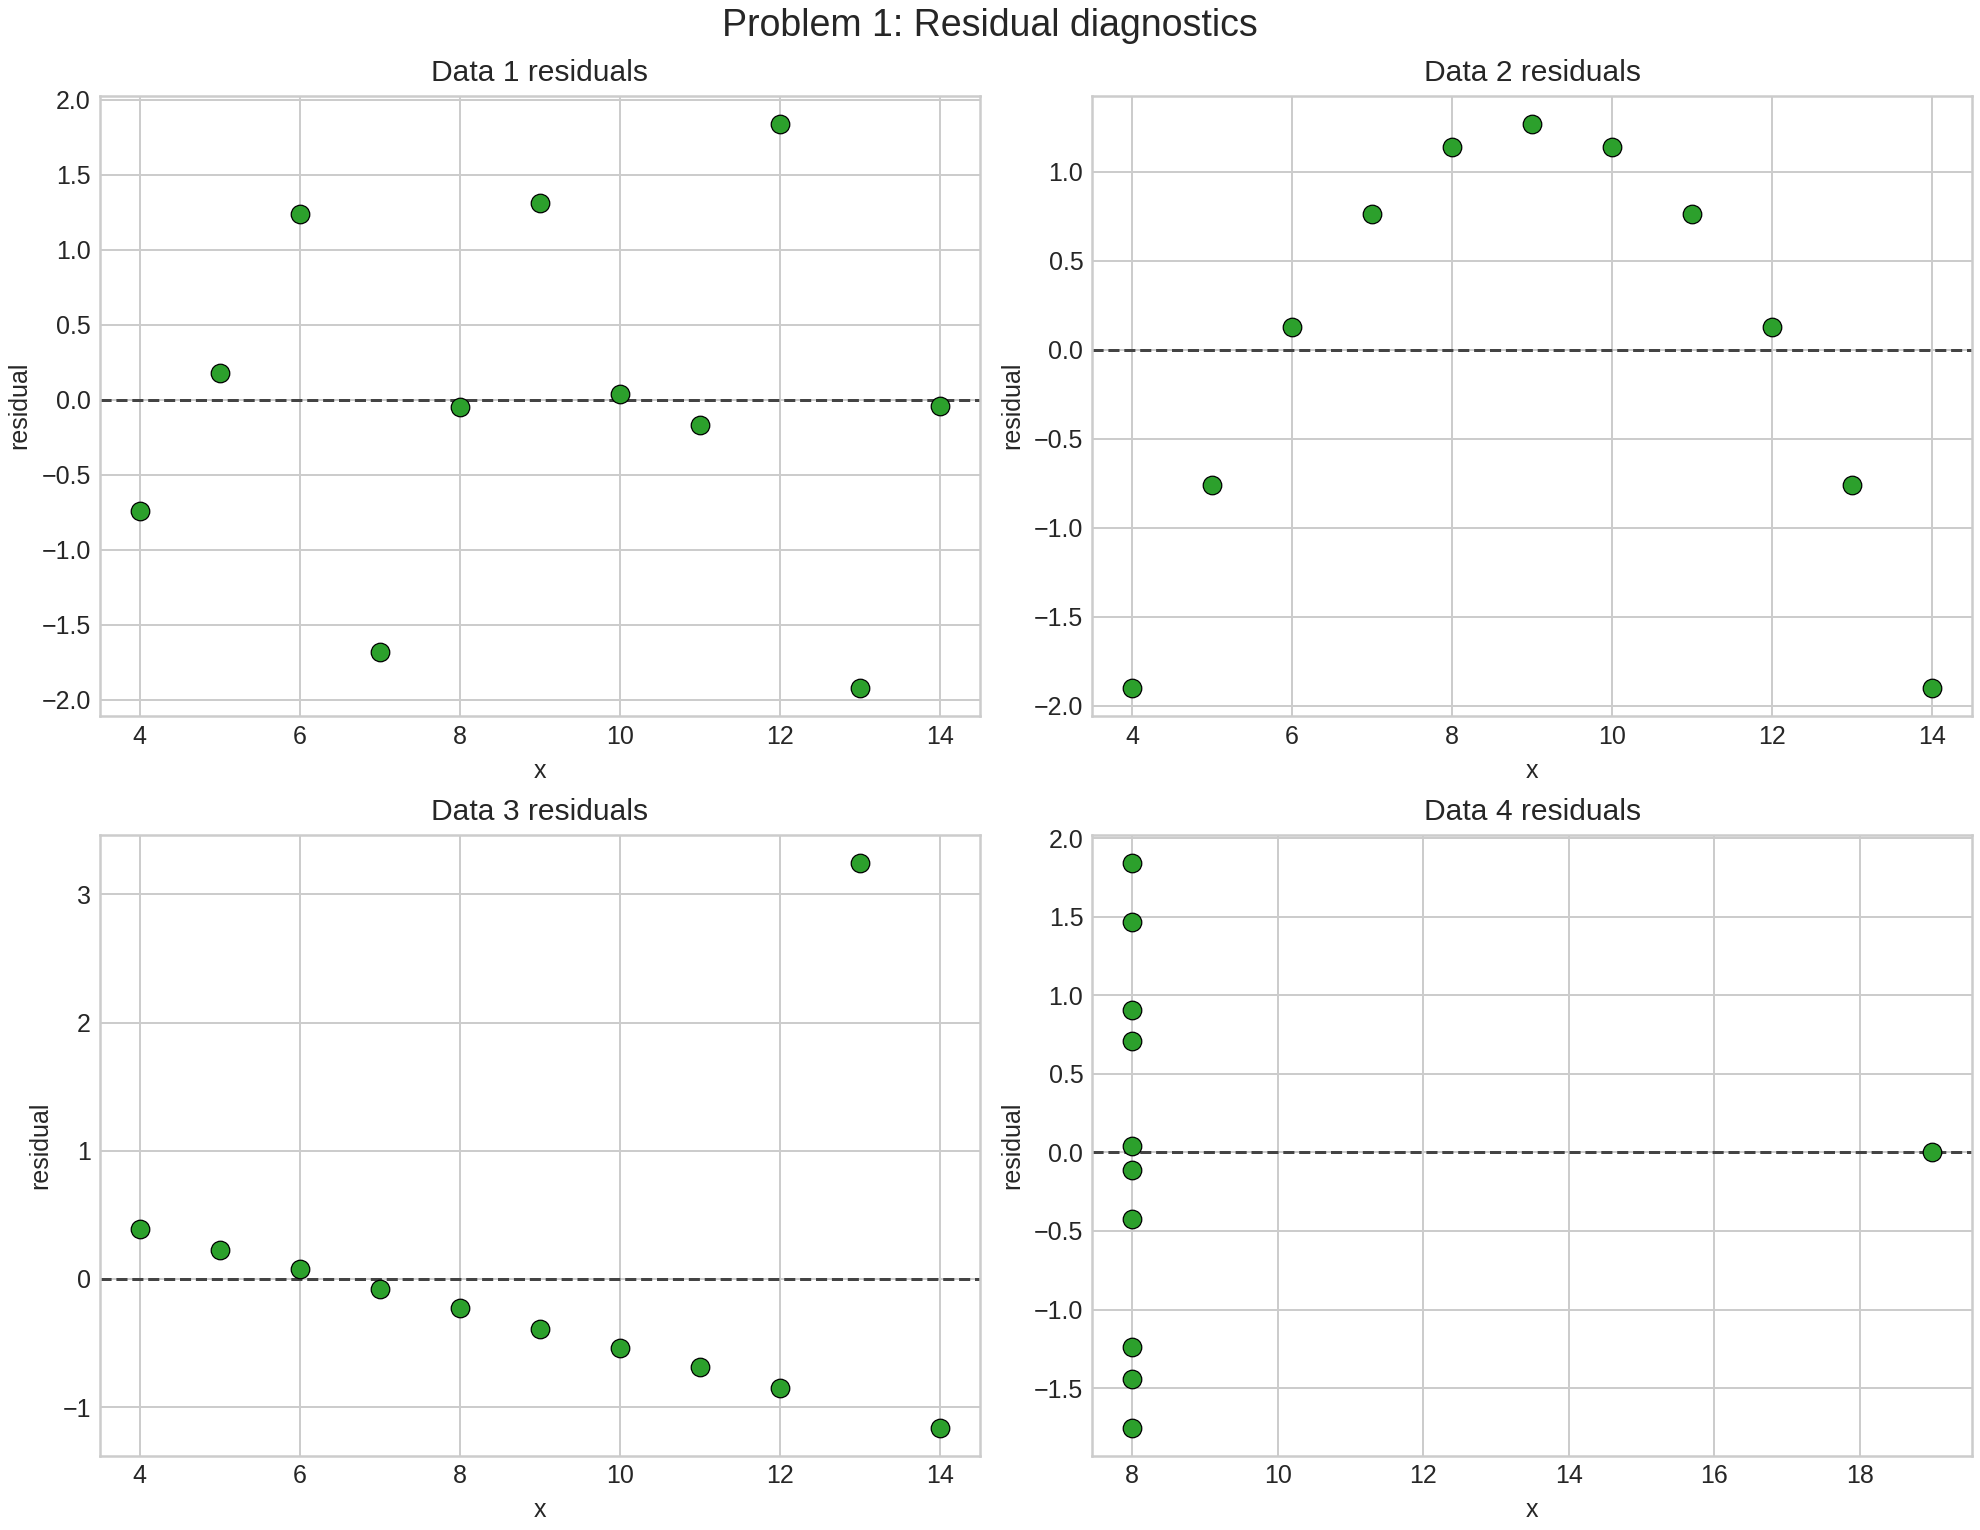 Problem 1: Residual diagnostics
Data 1 residuals
2.0
1.5
1.0
0.5
0.0
−0.5
−1.0
−1.5
−2.0
residual
4 6 8 10 12 14
x
Data 2 residuals
1.0
0.5
0.0
−0.5
−1.0
−1.5
−2.0
residual
4 6 8 10 12 14
x
Data 3 residuals
3
2
1
0
−1
residual
4 6 8 10 12 14
x
Data 4 residuals
2.0
1.5
1.0
0.5
0.0
−0.5
−1.0
−1.5
residual
8 10 12 14 16 18
x